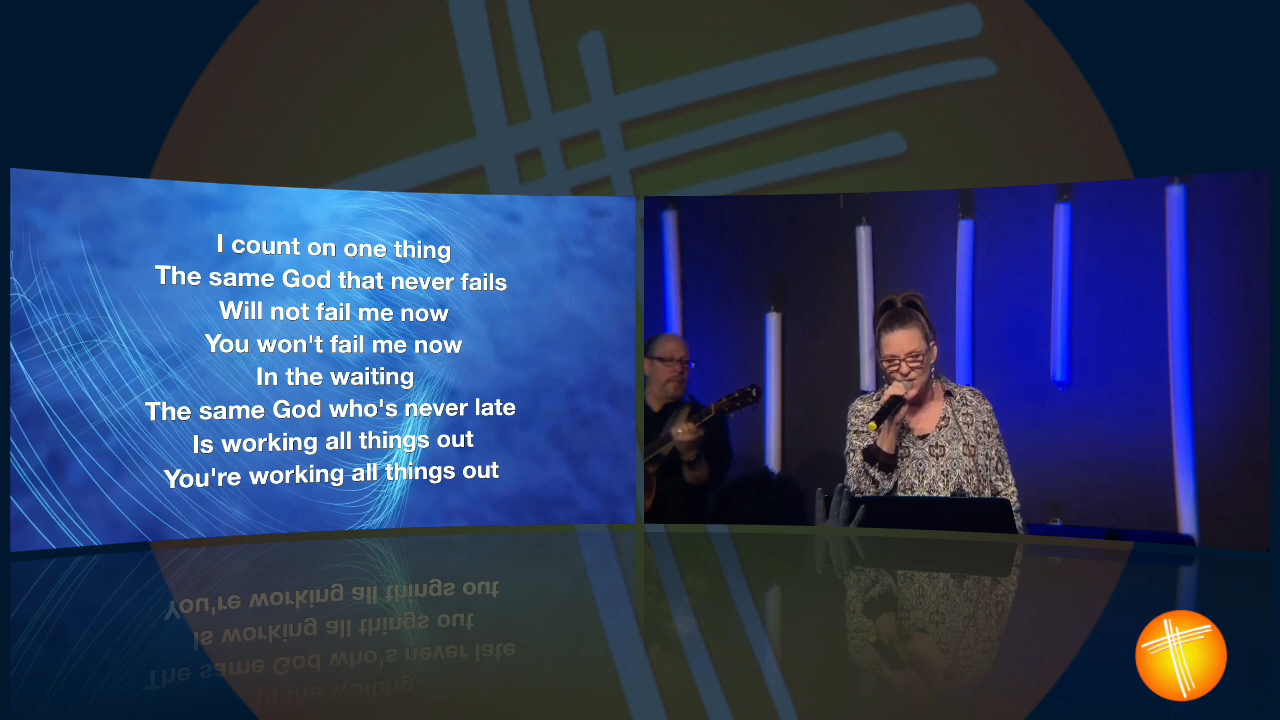 I count on one thing
The same God that never fails
Will not fail me now
You won't fail me now
In the waiting
The same God who's never late
Is working all things out
You're working all things out